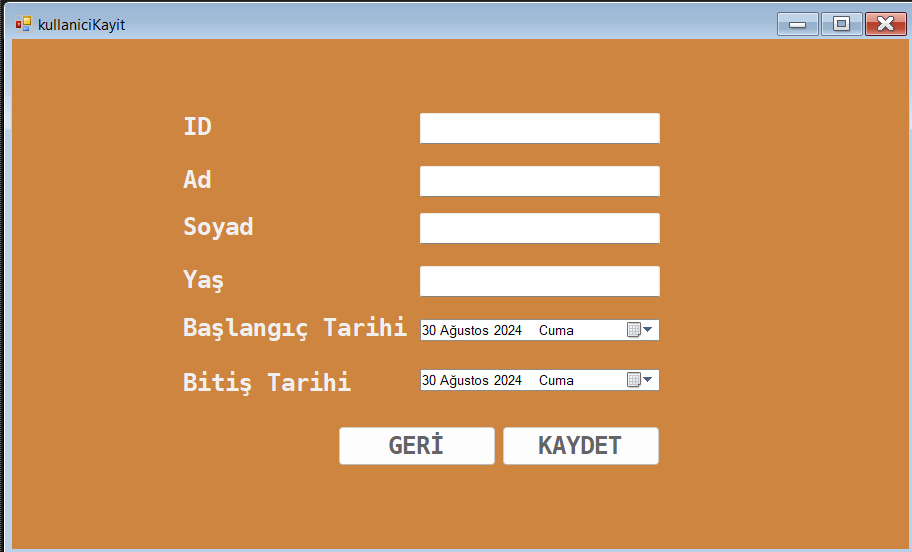 kullaniciKayit
ID
Ad
Soyad
Yaş
Başlangıç Tarihi 30 Ağustos 2024 Cuma
Bitiş Tarihi 30 Ağustos 2024 Cuma
GERİ KAYDET